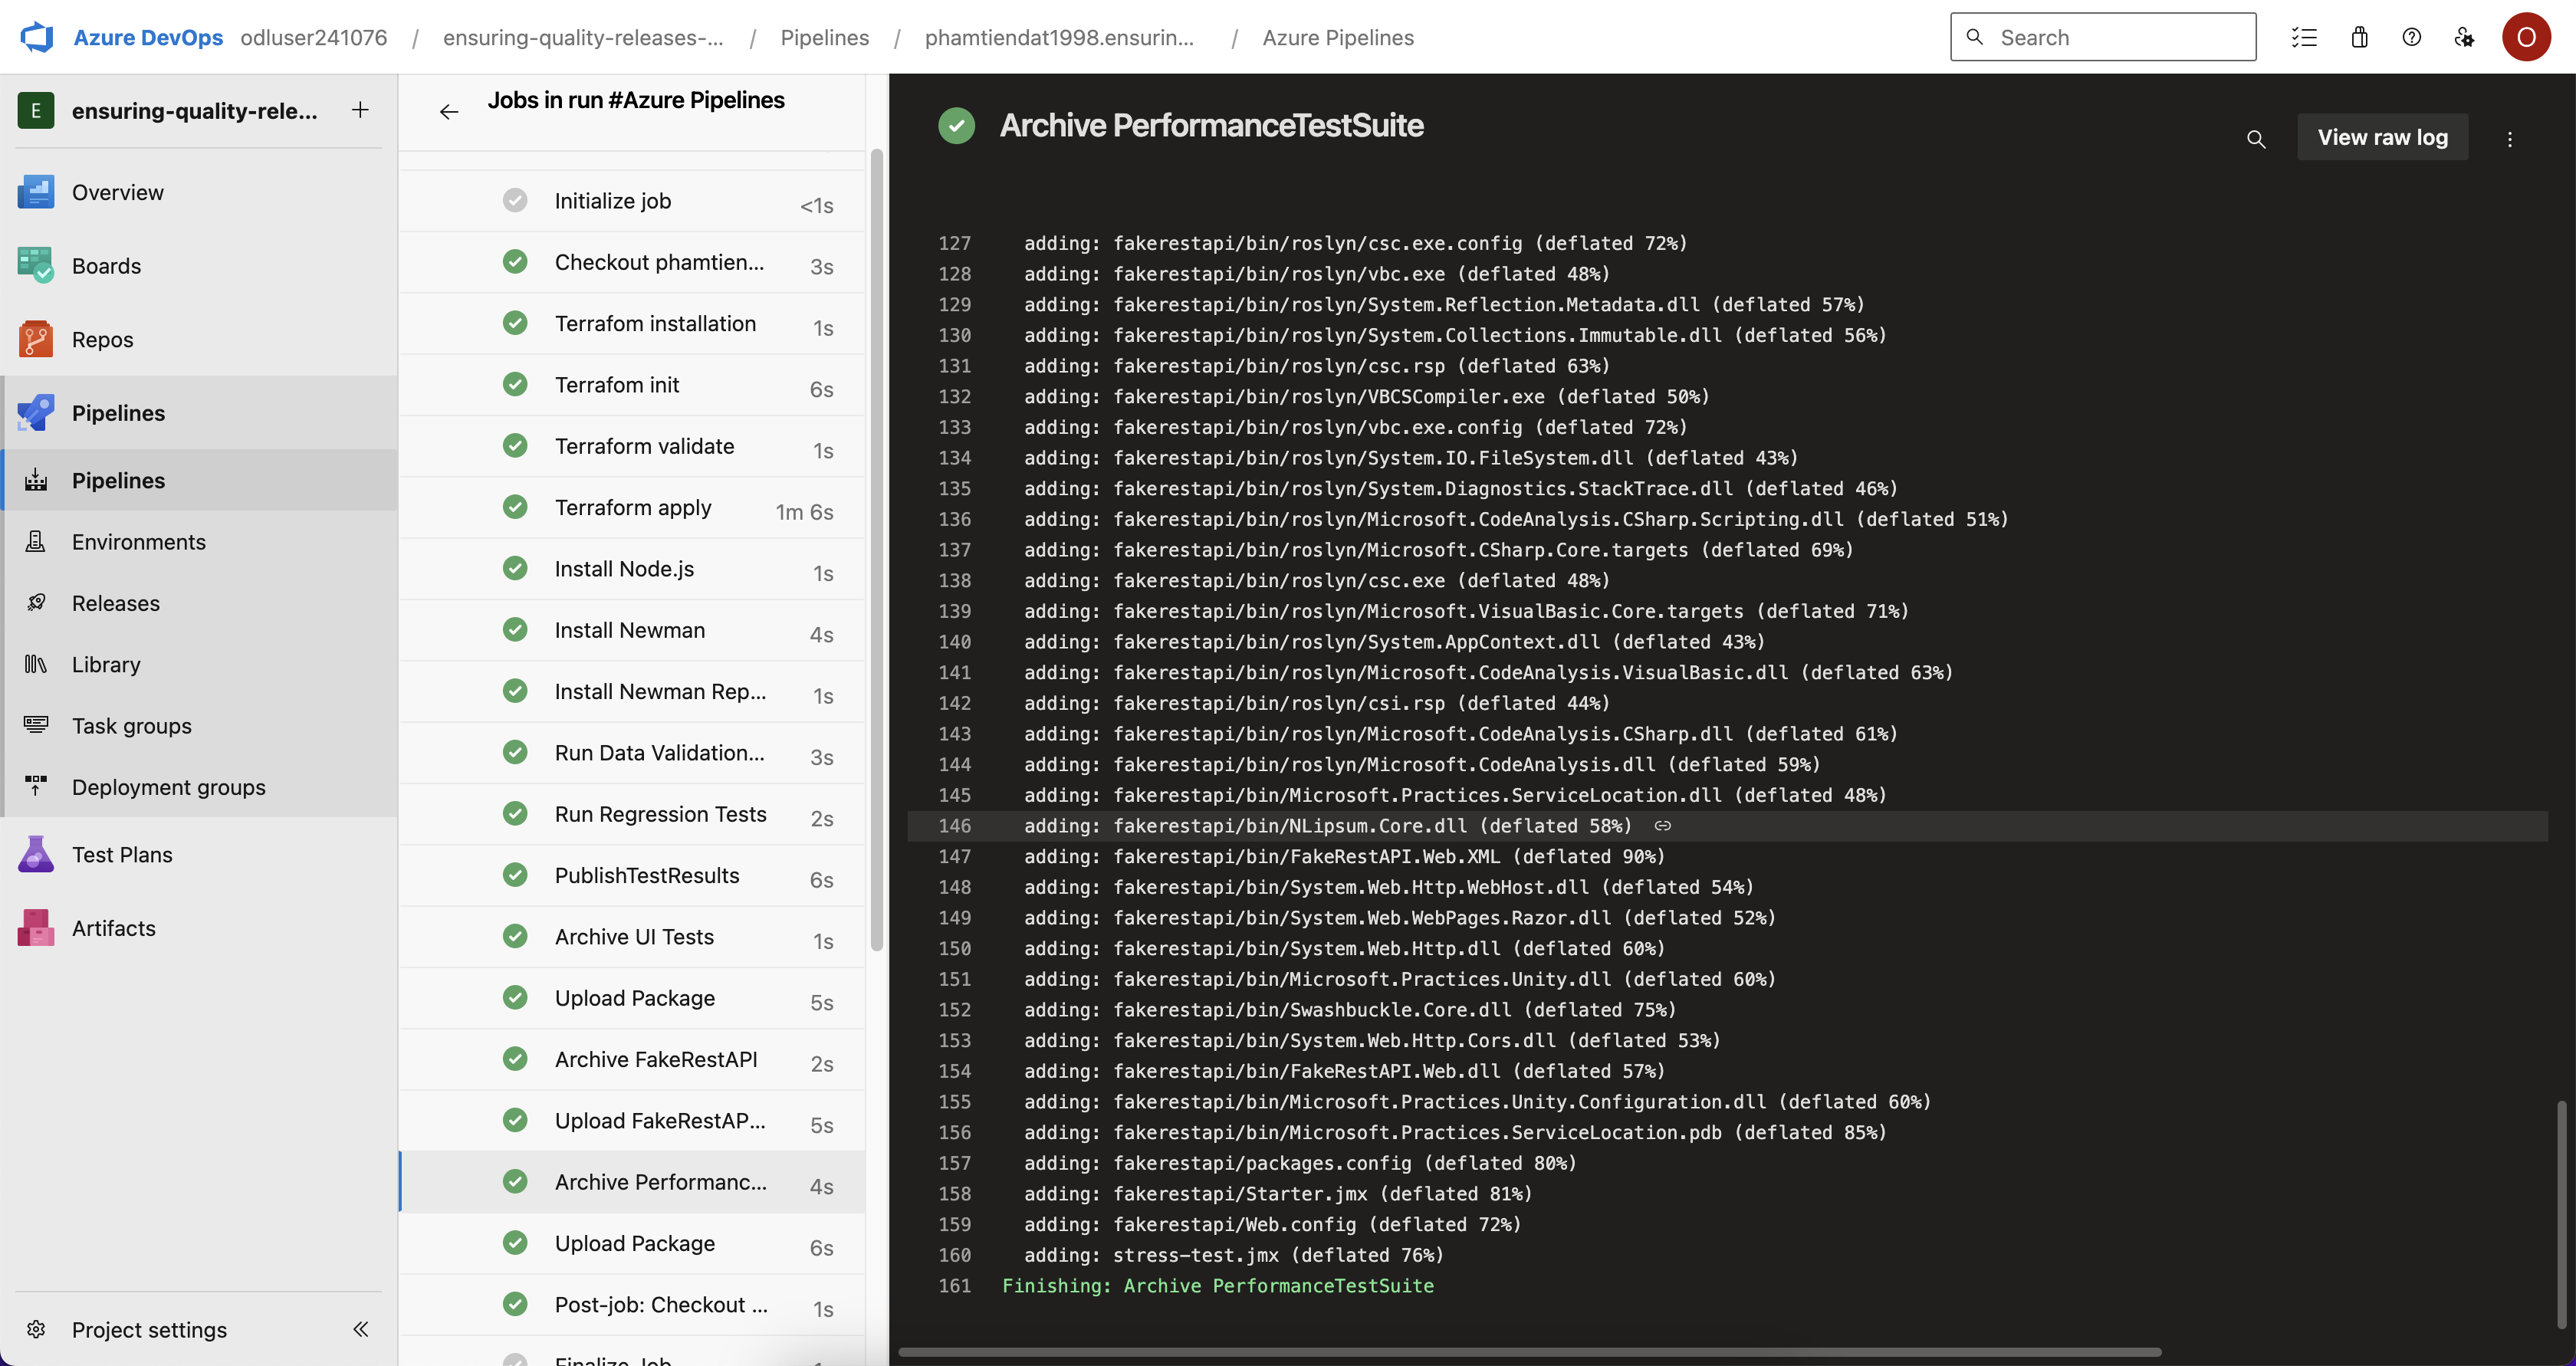 Azure DevOps odluser241076 / ensuring-quality-releases-... / Pipelines / phamtiendat1998.ensurin... / Azure Pipelines Search O
E ensuring-quality-rele... +
Overview
Boards
Repos
Pipelines
Pipelines
Environments
Releases
Library
Task groups
Deployment groups
Test Plans
Artifacts
Project settings
Jobs in run #Azure Pipelines
Initialize job <1s
Checkout phamtien... 3s
Terrafom installation 1s
Terrafom init 6s
Terraform validate 1s
Terraform apply 1m 6s
Install Node.js 1s
Install Newman 4s
Install Newman Rep... 1s
Run Data Validation... 3s
Run Regression Tests 2s
PublishTestResults 6s
Archive UI Tests 1s
Upload Package 5s
Archive FakeRestAPI 2s
Upload FakeRestAP... 5s
Archive Performanc... 4s
Upload Package 6s
Post-job: Checkout ... 1s
Finalize Job
Archive PerformanceTestSuite
View raw log
127 adding: fakerestapi/bin/roslyn/csc.exe.config (deflated 72%)
128 adding: fakerestapi/bin/roslyn/vbc.exe (deflated 48%)
129 adding: fakerestapi/bin/roslyn/System.Reflection.Metadata.dll (deflated 57%)
130 adding: fakerestapi/bin/roslyn/System.Collections.Immutable.dll (deflated 56%)
131 adding: fakerestapi/bin/roslyn/csc.rsp (deflated 63%)
132 adding: fakerestapi/bin/roslyn/VBCSCompiler.exe (deflated 50%)
133 adding: fakerestapi/bin/roslyn/vbc.exe.config (deflated 72%)
134 adding: fakerestapi/bin/roslyn/System.IO.FileSystem.dll (deflated 43%)
135 adding: fakerestapi/bin/roslyn/System.Diagnostics.StackTrace.dll (deflated 46%)
136 adding: fakerestapi/bin/roslyn/Microsoft.CodeAnalysis.CSharp.Scripting.dll (deflated 51%)
137 adding: fakerestapi/bin/roslyn/Microsoft.CSharp.Core.targets (deflated 69%)
138 adding: fakerestapi/bin/roslyn/csc.exe (deflated 48%)
139 adding: fakerestapi/bin/roslyn/Microsoft.VisualBasic.Core.targets (deflated 71%)
140 adding: fakerestapi/bin/roslyn/System.AppContext.dll (deflated 43%)
141 adding: fakerestapi/bin/roslyn/Microsoft.CodeAnalysis.VisualBasic.dll (deflated 63%)
142 adding: fakerestapi/bin/roslyn/csi.rsp (deflated 44%)
143 adding: fakerestapi/bin/roslyn/Microsoft.CodeAnalysis.CSharp.dll (deflated 61%)
144 adding: fakerestapi/bin/roslyn/Microsoft.CodeAnalysis.dll (deflated 59%)
145 adding: fakerestapi/bin/Microsoft.Practices.ServiceLocation.dll (deflated 48%)
146 adding: fakerestapi/bin/NLipsum.Core.dll (deflated 58%)
147 adding: fakerestapi/bin/FakeRestAPI.Web.XML (deflated 90%)
148 adding: fakerestapi/bin/System.Web.Http.WebHost.dll (deflated 54%)
149 adding: fakerestapi/bin/System.Web.WebPages.Razor.dll (deflated 52%)
150 adding: fakerestapi/bin/System.Web.Http.dll (deflated 60%)
151 adding: fakerestapi/bin/Microsoft.Practices.Unity.dll (deflated 60%)
152 adding: fakerestapi/bin/Swashbuckle.Core.dll (deflated 75%)
153 adding: fakerestapi/bin/System.Web.Http.Cors.dll (deflated 53%)
154 adding: fakerestapi/bin/FakeRestAPI.Web.dll (deflated 57%)
155 adding: fakerestapi/bin/Microsoft.Practices.Unity.Configuration.dll (deflated 60%)
156 adding: fakerestapi/bin/Microsoft.Practices.ServiceLocation.pdb (deflated 85%)
157 adding: fakerestapi/packages.config (deflated 80%)
158 adding: fakerestapi/Starter.jmx (deflated 81%)
159 adding: fakerestapi/Web.config (deflated 72%)
160 adding: stress-test.jmx (deflated 76%)
161 Finishing: Archive PerformanceTestSuite